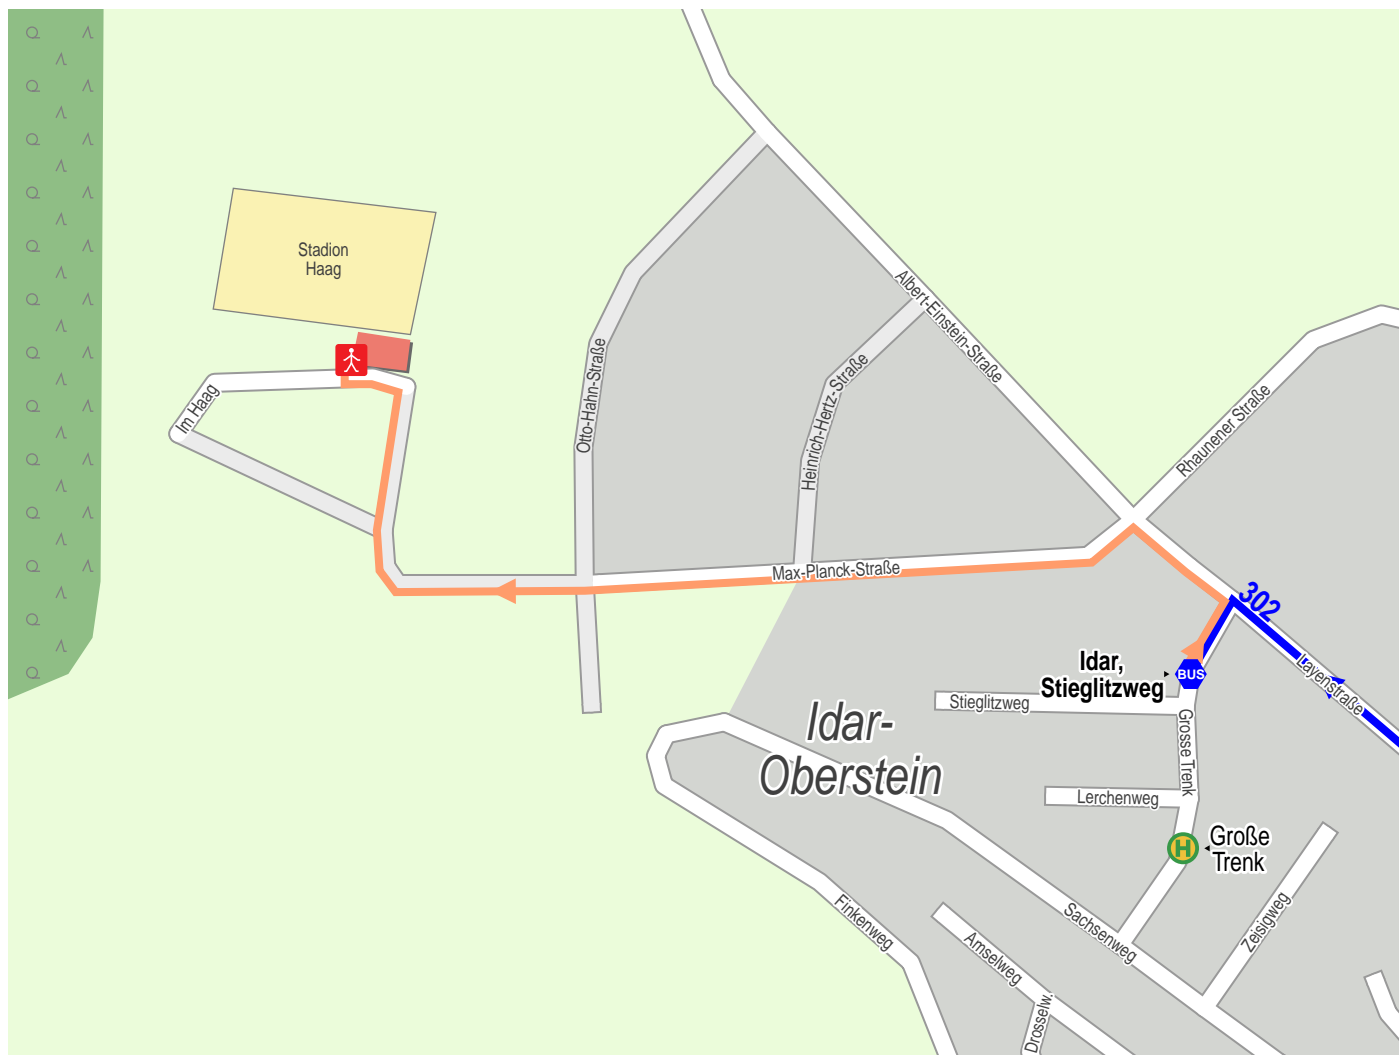 Stadion
Haag
Albert-Einstein-Straße
Otto-Hahn-Straße
Heinrich-Hertz-Straße
Rhaunener Straße
Im Haag
Max-Planck-Straße
302
Idar,
Stieglitzweg
BUS
Layenstraße
Stieglitzweg
Idar-
Oberstein
Grosse Trenk
Lerchenweg
H
Große
Trenk
Finkenweg
Sachsenweg
Zeisigweg
Amselweg
Drosselw.